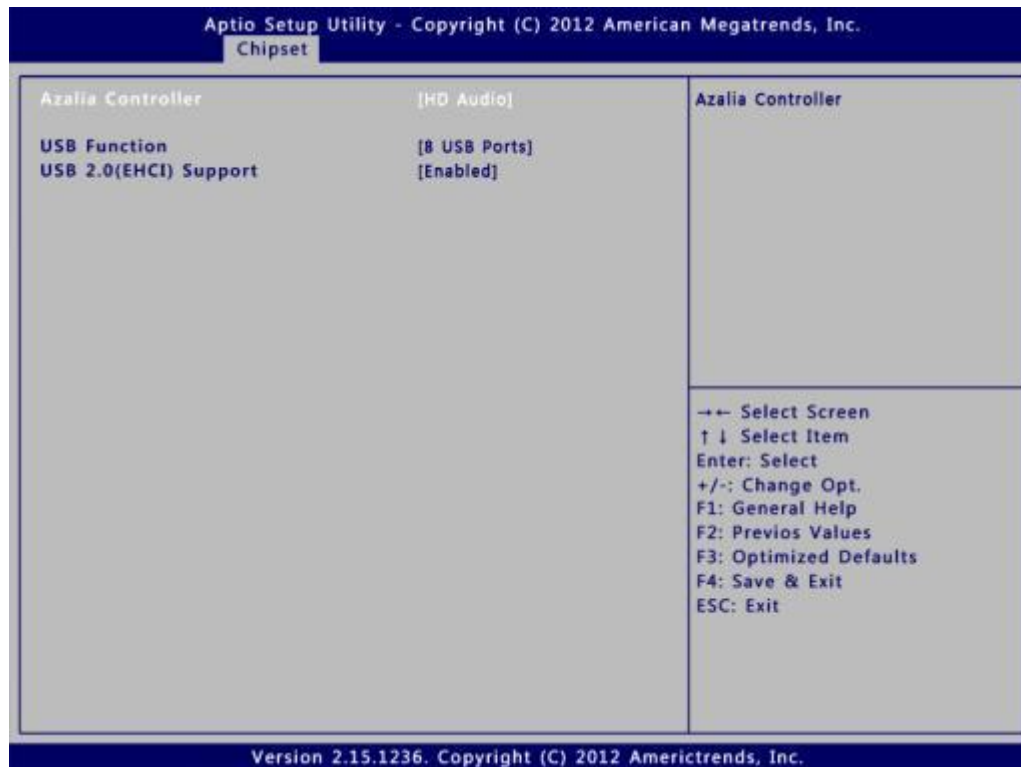 Aptio Setup Utility - Copyright (C) 2012 American Megatrends, Inc.
Chipset
Azalia Controller [HD Audio]
USB Function [8 USB Ports]
USB 2.0(EHCI) Support [Enabled]
Azalia Controller
→← Select Screen
↑↓ Select Item
Enter: Select
+/-: Change Opt.
F1: General Help
F2: Previos Values
F3: Optimized Defaults
F4: Save & Exit
ESC: Exit
Version 2.15.1236. Copyright (C) 2012 Americtrends, Inc.